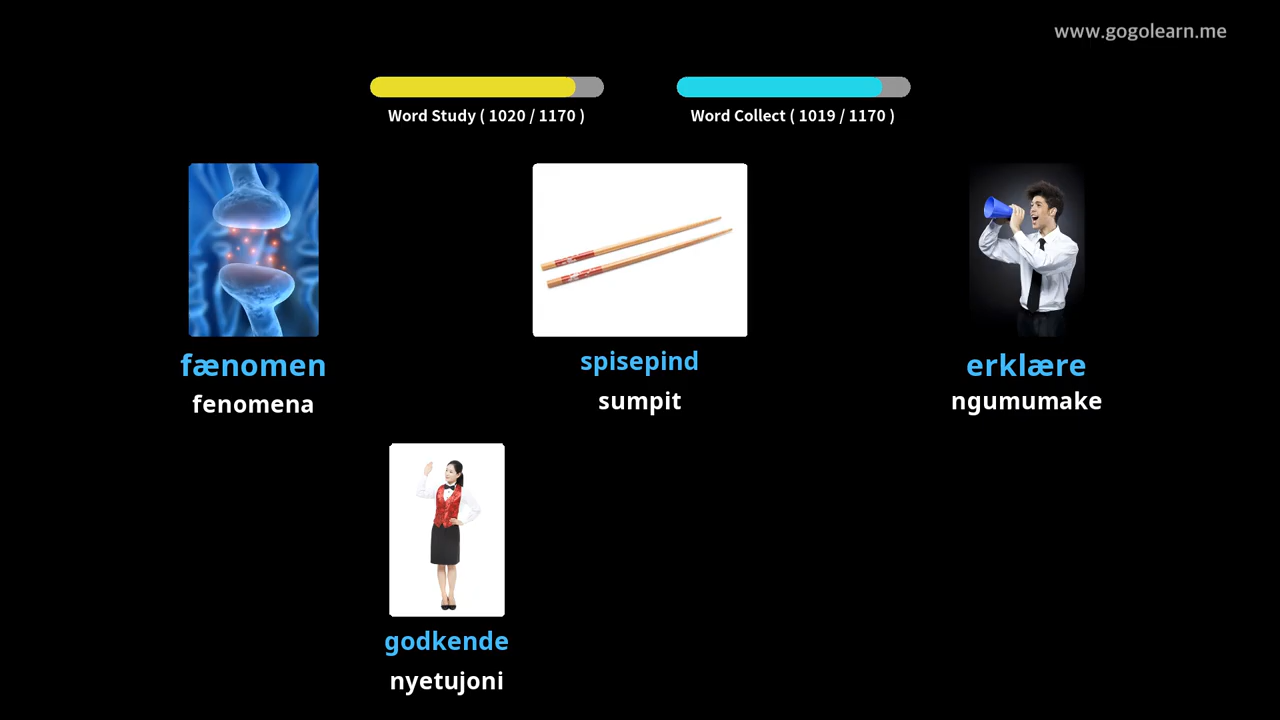 www.gogolearn.me
Word Study ( 1020 / 1170 )
Word Collect ( 1019 / 1170 )
fænomen
fenomena
spisepind
sumpit
erklære
ngumumake
godkende
nyetujoni